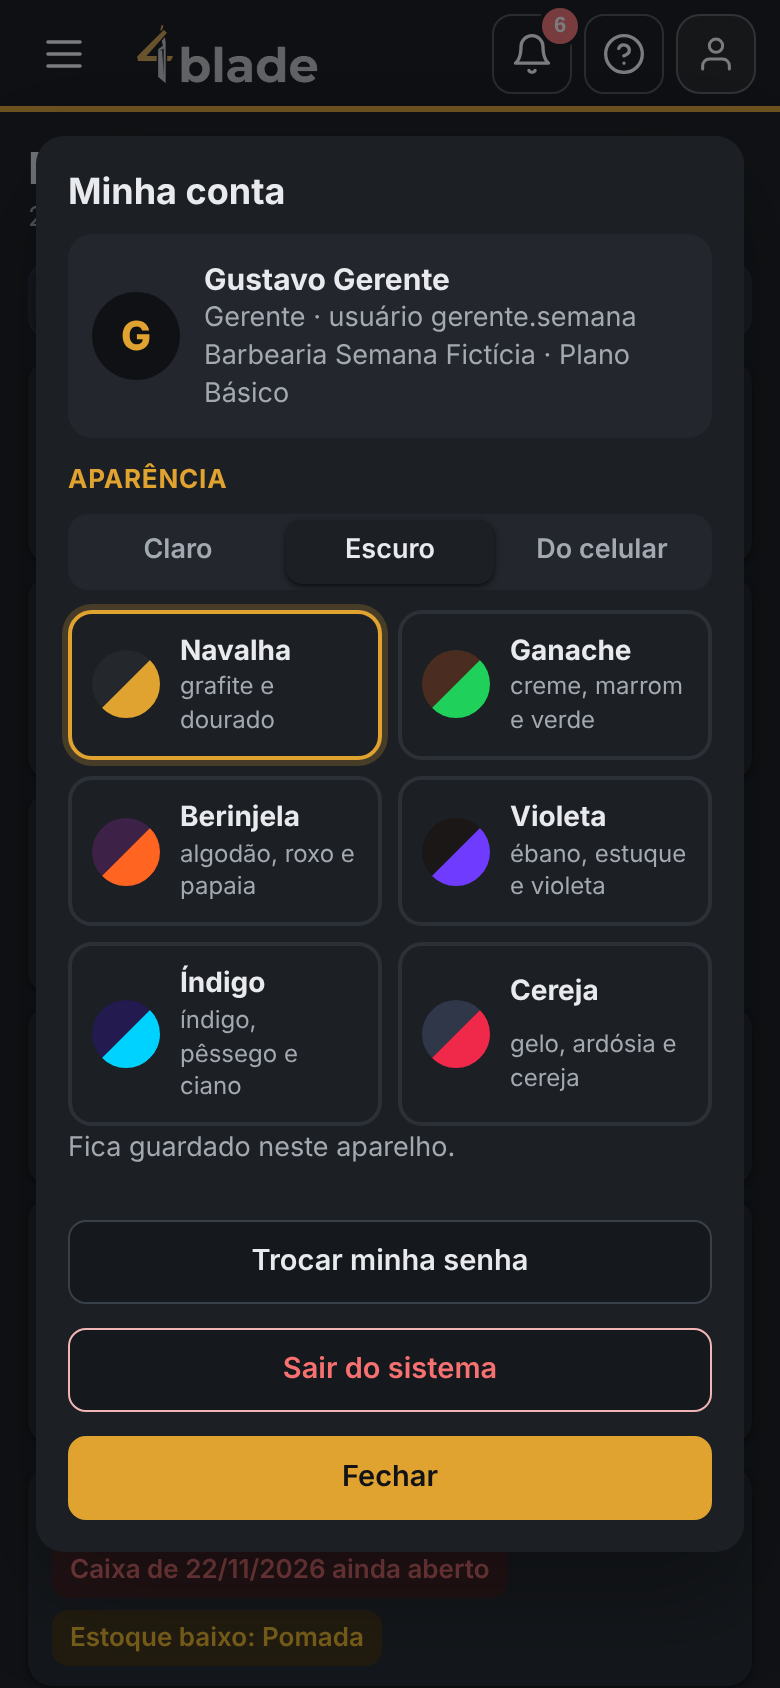 4blade
6
Minha conta
G
Gustavo Gerente
Gerente · usuário gerente.semana
Barbearia Semana Fictícia · Plano
Básico
APARÊNCIA
Claro
Escuro
Do celular
Navalha
grafite e
dourado
Ganache
creme, marrom
e verde
Berinjela
algodão, roxo e
papaia
Violeta
ébano, estuque
e violeta
Índigo
índigo,
pêssego e
ciano
Cereja
gelo, ardósia e
cereja
Fica guardado neste aparelho.
Trocar minha senha
Sair do sistema
Fechar
Caixa de 22/11/2026 ainda aberto
Estoque baixo: Pomada